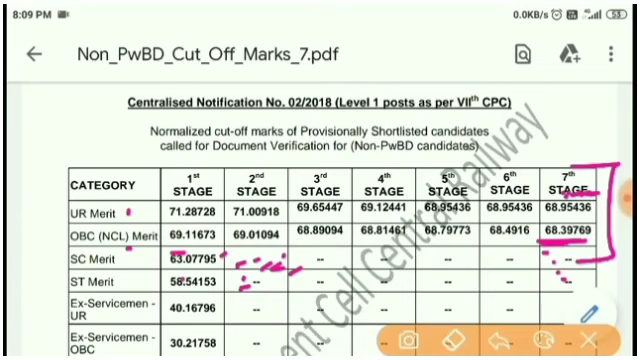 8:09 PM
0.0KB/s 53
Non_PwBD_Cut_Off_Marks_7.pdf
Centralised Notification No. 02/2018 (Level 1 posts as per VIIth CPC)
Normalized cut-off marks of Provisionally Shortlisted candidates
called for Document Verification for (Non-PwBD candidates)
CATEGORY 1st STAGE 2nd STAGE 3rd STAGE 4th STAGE 5th STAGE 6th STAGE 7th STAGE
UR Merit 71.28728 71.00918 69.65447 69.12441 68.95436 68.95436 68.95436
OBC (NCL) Merit 69.11673 69.01094 68.89094 68.81461 68.79773 68.4916 68.39769
SC Merit 63.07795 -- -- -- -- --
ST Merit 58.54153 -- -- -- -- -- --
Ex-Servicemen - UR 40.16796 -- -- -- -- --
Ex-Servicemen - OBC 30.21758 -- --
ent Cell Central Railway